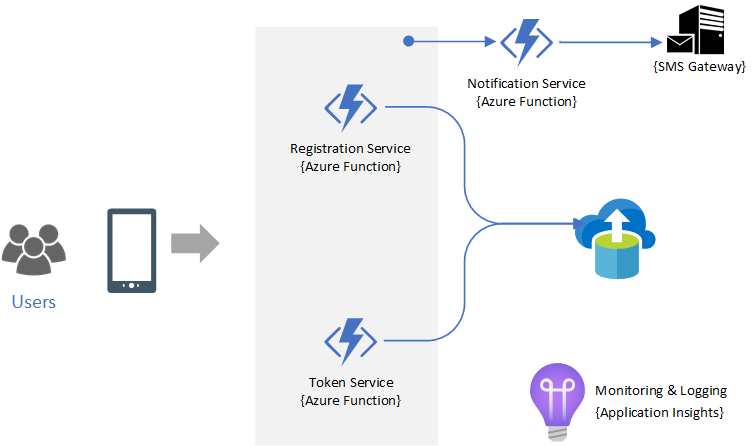 {SMS Gateway}
Notification Service
{Azure Function}
Registration Service
{Azure Function}
Users
Token Service
{Azure Function}
Monitoring & Logging
{Application Insights}